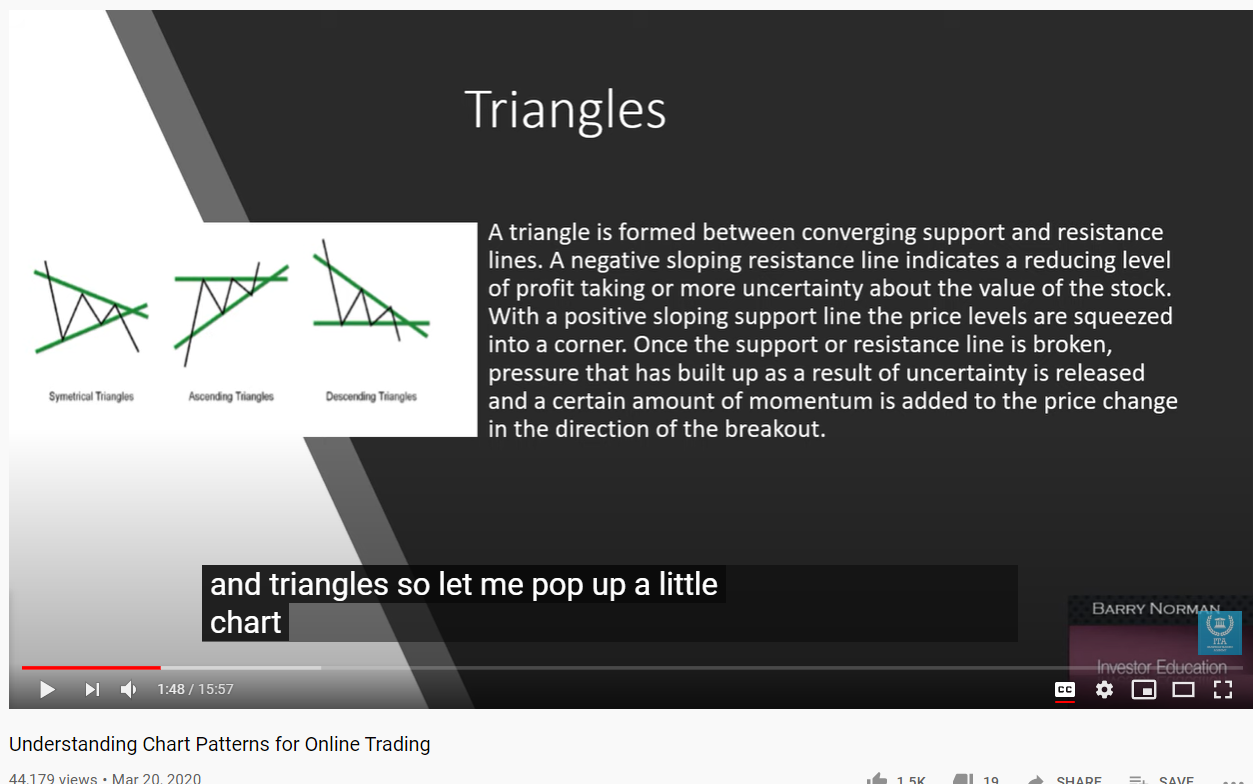 Triangles
A triangle is formed between converging support and resistance
lines. A negative sloping resistance line indicates a reducing level
of profit taking or more uncertainty about the value of the stock.
With a positive sloping support line the price levels are squeezed
into a corner. Once the support or resistance line is broken,
pressure that has built up as a result of uncertainty is released
and a certain amount of momentum is added to the price change
in the direction of the breakout.
Symetrical Triangles
Ascending Triangles
Descending Triangles
and triangles so let me pop up a little
chart
BARRY NORMAN
ITA
Investor Education
1:48 / 15:57
CC
Understanding Chart Patterns for Online Trading
44,179 views • Mar 20, 2020
1.5K
19
SHARE
SAVE